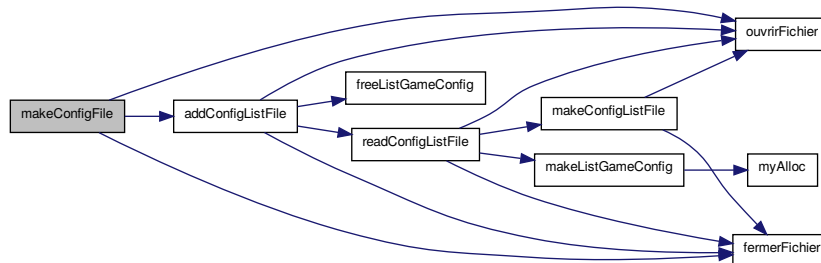 makeConfigFile
addConfigListFile
freeListGameConfig
readConfigListFile
makeConfigListFile
makeListGameConfig
ouvrirFichier
myAlloc
fermerFichier